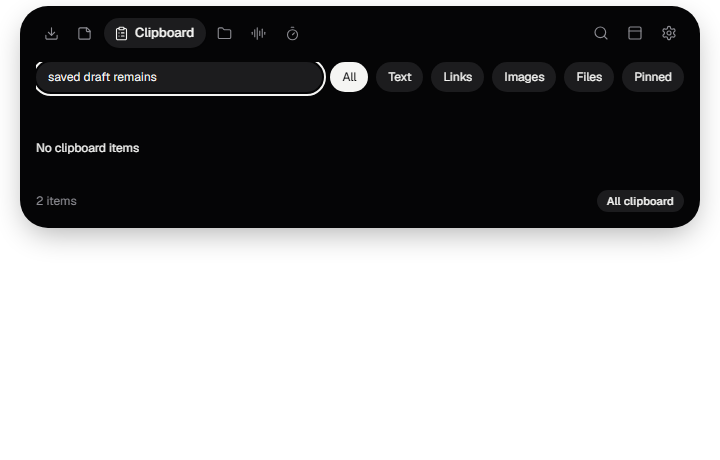 Clipboard
saved draft remains
All
Text
Links
Images
Files
Pinned
No clipboard items
2 items
All clipboard